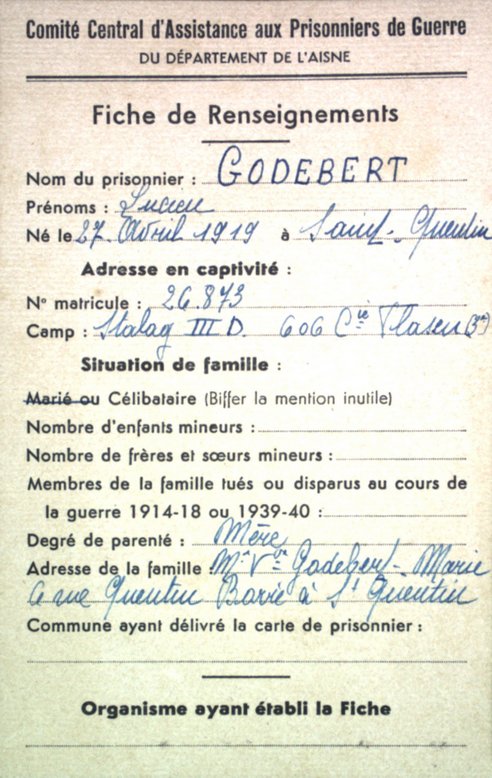 Comité Central d'Assistance aux Prisonniers de Guerre
DU DÉPARTEMENT DE L'AISNE
Fiche de Renseignements
Nom du prisonnier : GODEBERT
Prénoms : Lucien
Né le 27 Avril 1919 à Saint-Quentin
Adresse en captivité :
N° matricule : 26.873
Camp : Stalag III D. 606 Cie
Situation de famille :
Marié ou Célibataire (Biffer la mention inutile)
Nombre d'enfants mineurs :
Nombre de frères et sœurs mineurs :
Membres de la famille tués ou disparus au cours de
la guerre 1914-18 ou 1939-40 :
Degré de parenté : Mère
Adresse de la famille : Me Vve Godebert-Marie
rue Quentin Barré à St Quentin
Commune ayant délivré la carte de prisonnier :
Organisme ayant établi la Fiche